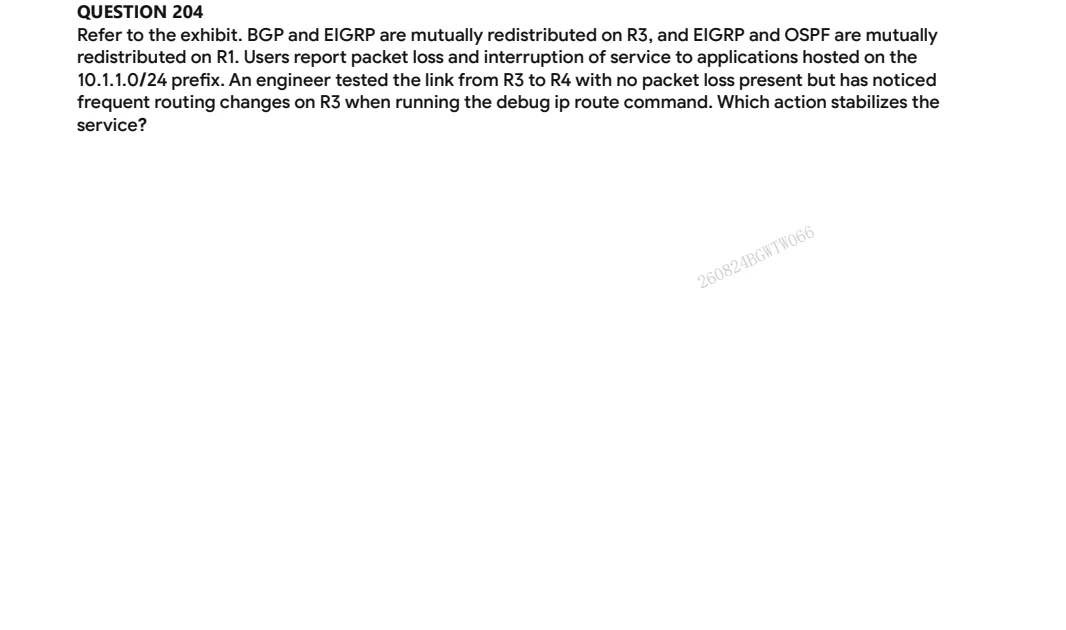 QUESTION 204
Refer to the exhibit. BGP and EIGRP are mutually redistributed on R3, and EIGRP and OSPF are mutually
redistributed on R1. Users report packet loss and interruption of service to applications hosted on the
10.1.1.0/24 prefix. An engineer tested the link from R3 to R4 with no packet loss present but has noticed
frequent routing changes on R3 when running the debug ip route command. Which action stabilizes the
service?
260824BGWTW066